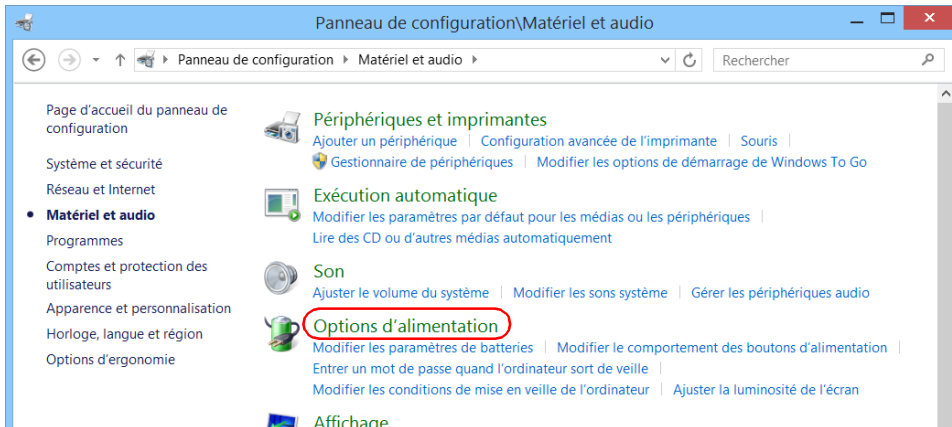 Panneau de configuration\Matériel et audio
Panneau de configuration Matériel et audio
Rechercher
Page d'accueil du panneau de
configuration
Système et sécurité
Réseau et Internet
Matériel et audio
Programmes
Comptes et protection des
utilisateurs
Apparence et personnalisation
Horloge, langue et région
Options d'ergonomie
Périphériques et imprimantes
Ajouter un périphérique Configuration avancée de l'imprimante Souris
Gestionnaire de périphériques Modifier les options de démarrage de Windows To Go
Exécution automatique
Modifier les paramètres par défaut pour les médias ou les périphériques
Lire des CD ou d'autres médias automatiquement
Son
Ajuster le volume du système Modifier les sons système Gérer les périphériques audio
Options d'alimentation
Modifier les paramètres de batteries Modifier le comportement des boutons d'alimentation
Entrer un mot de passe quand l'ordinateur sort de veille
Modifier les conditions de mise en veille de l'ordinateur Ajuster la luminosité de l'écran
Affichage